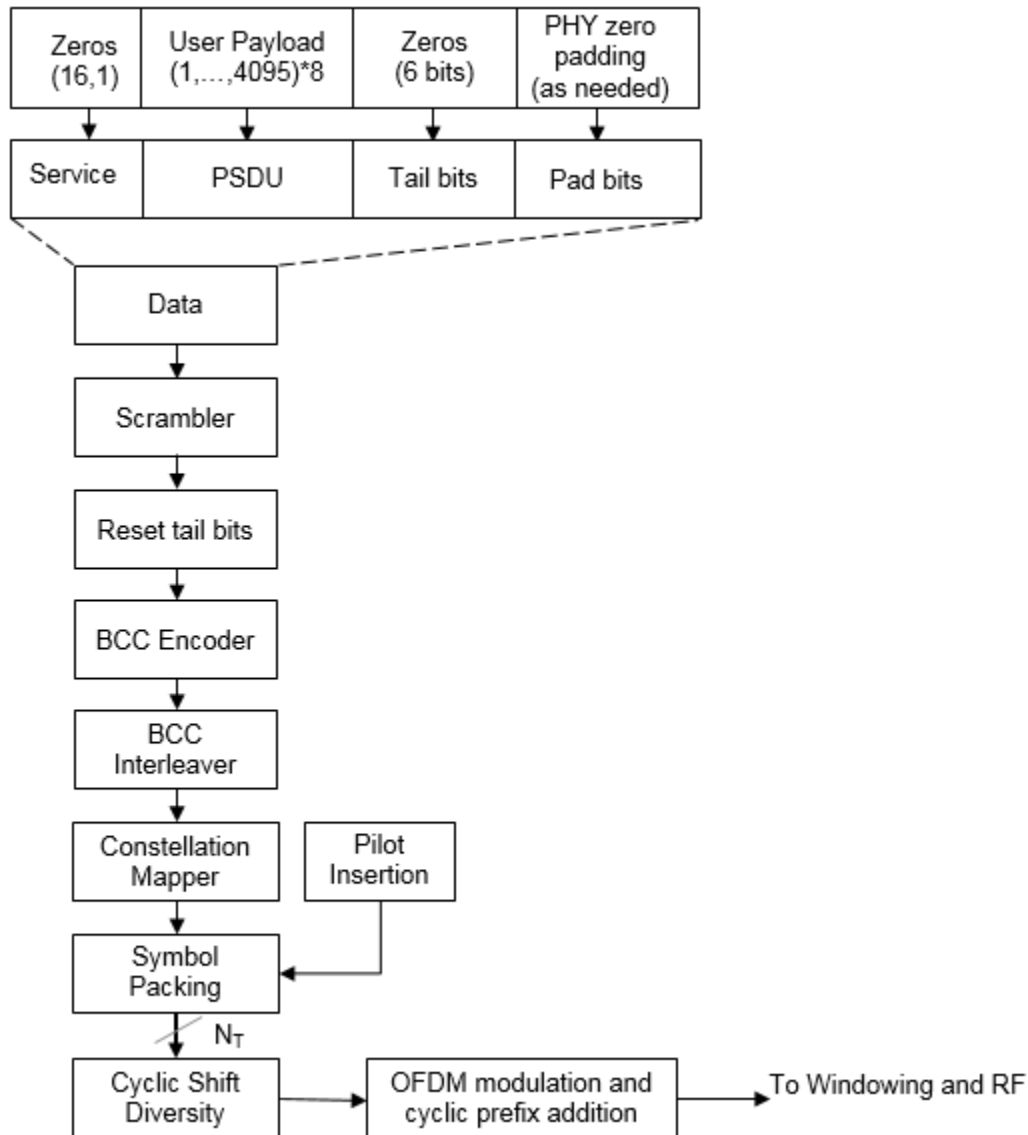 Zeros
(16,1)
User Payload
(1,...,4095)*8
Zeros
(6 bits)
PHY zero
padding
(as needed)
Service
PSDU
Tail bits
Pad bits
Data
Scrambler
Reset tail bits
BCC Encoder
BCC
Interleaver
Constellation
Mapper
Pilot
Insertion
Symbol
Packing
N_T
Cyclic Shift
Diversity
OFDM modulation and
cyclic prefix addition
To Windowing and RF